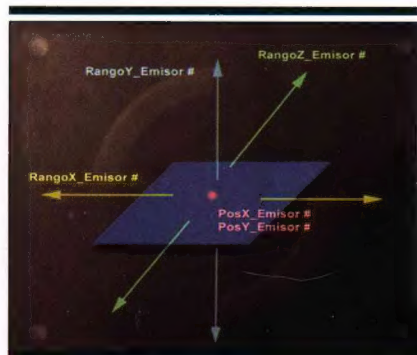 RangoY_Emisor #
RangoZ_Emisor #
RangoX_Emisor #
PosX_Emisor #
PosY_Emisor #